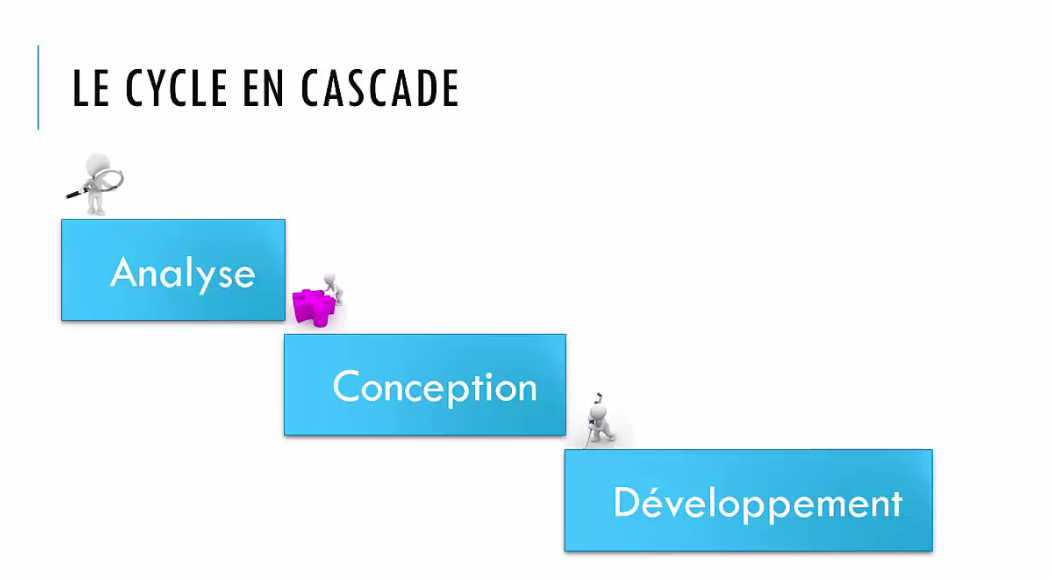 LE CYCLE EN CASCADE
Analyse
Conception
Développement